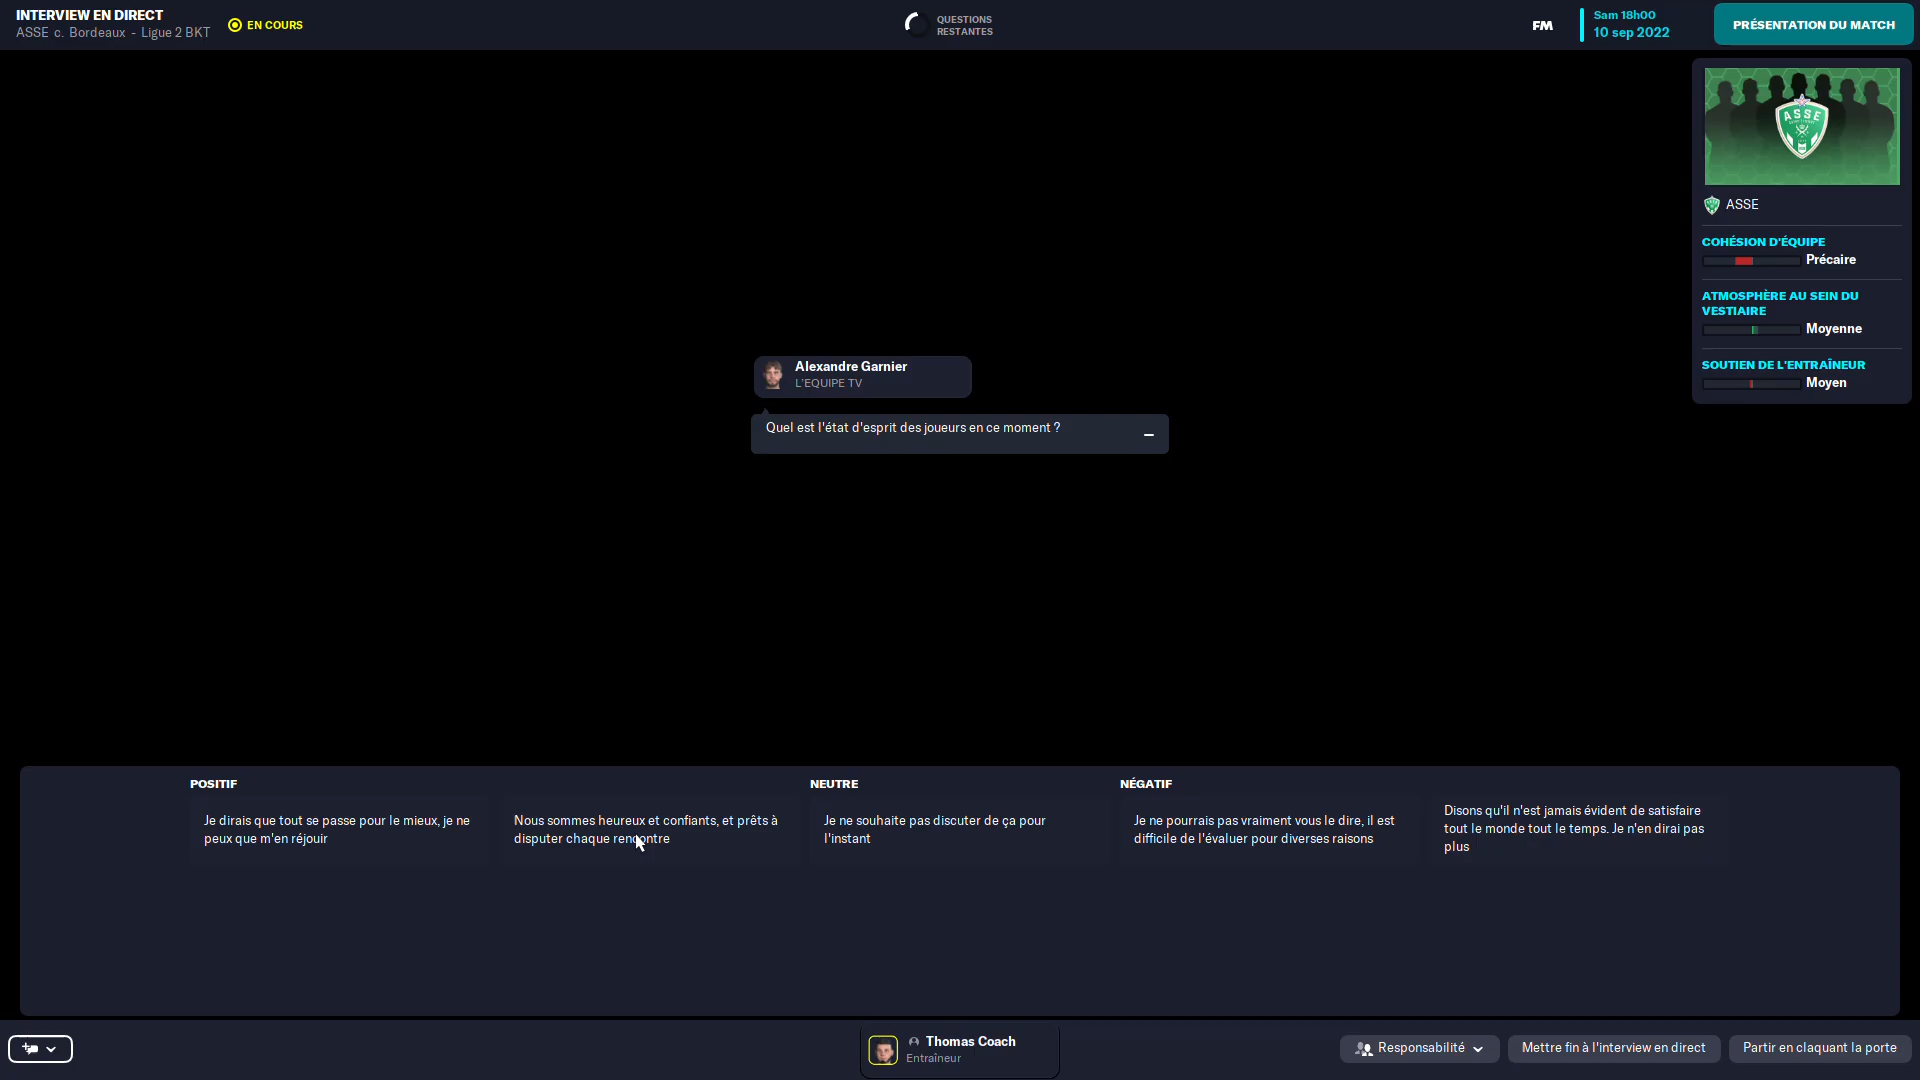 INTERVIEW EN DIRECT
ASSE c. Bordeaux - Ligue 2 BKT
EN COURS
QUESTIONS
RESTANTES
FM
Sam 18h00
10 sep 2022
PRÉSENTATION DU MATCH
ASSE
ASSE
COHÉSION D'ÉQUIPE
Précaire
ATMOSPHÈRE AU SEIN DU
VESTIAIRE
Moyenne
SOUTIEN DE L'ENTRAÎNEUR
Moyen
Alexandre Garnier
L'EQUIPE TV
Quel est l'état d'esprit des joueurs en ce moment ?
POSITIF
Je dirais que tout se passe pour le mieux, je ne
peux que m'en réjouir
Nous sommes heureux et confiants, et prêts à
disputer chaque rencontre
NEUTRE
Je ne souhaite pas discuter de ça pour
l'instant
NÉGATIF
Je ne pourrais pas vraiment vous le dire, il est
difficile de l'évaluer pour diverses raisons
Disons qu'il n'est jamais évident de satisfaire
tout le monde tout le temps. Je n'en dirai pas
plus
Thomas Coach
Entraîneur
Responsabilité
Mettre fin à l'interview en direct
Partir en claquant la porte